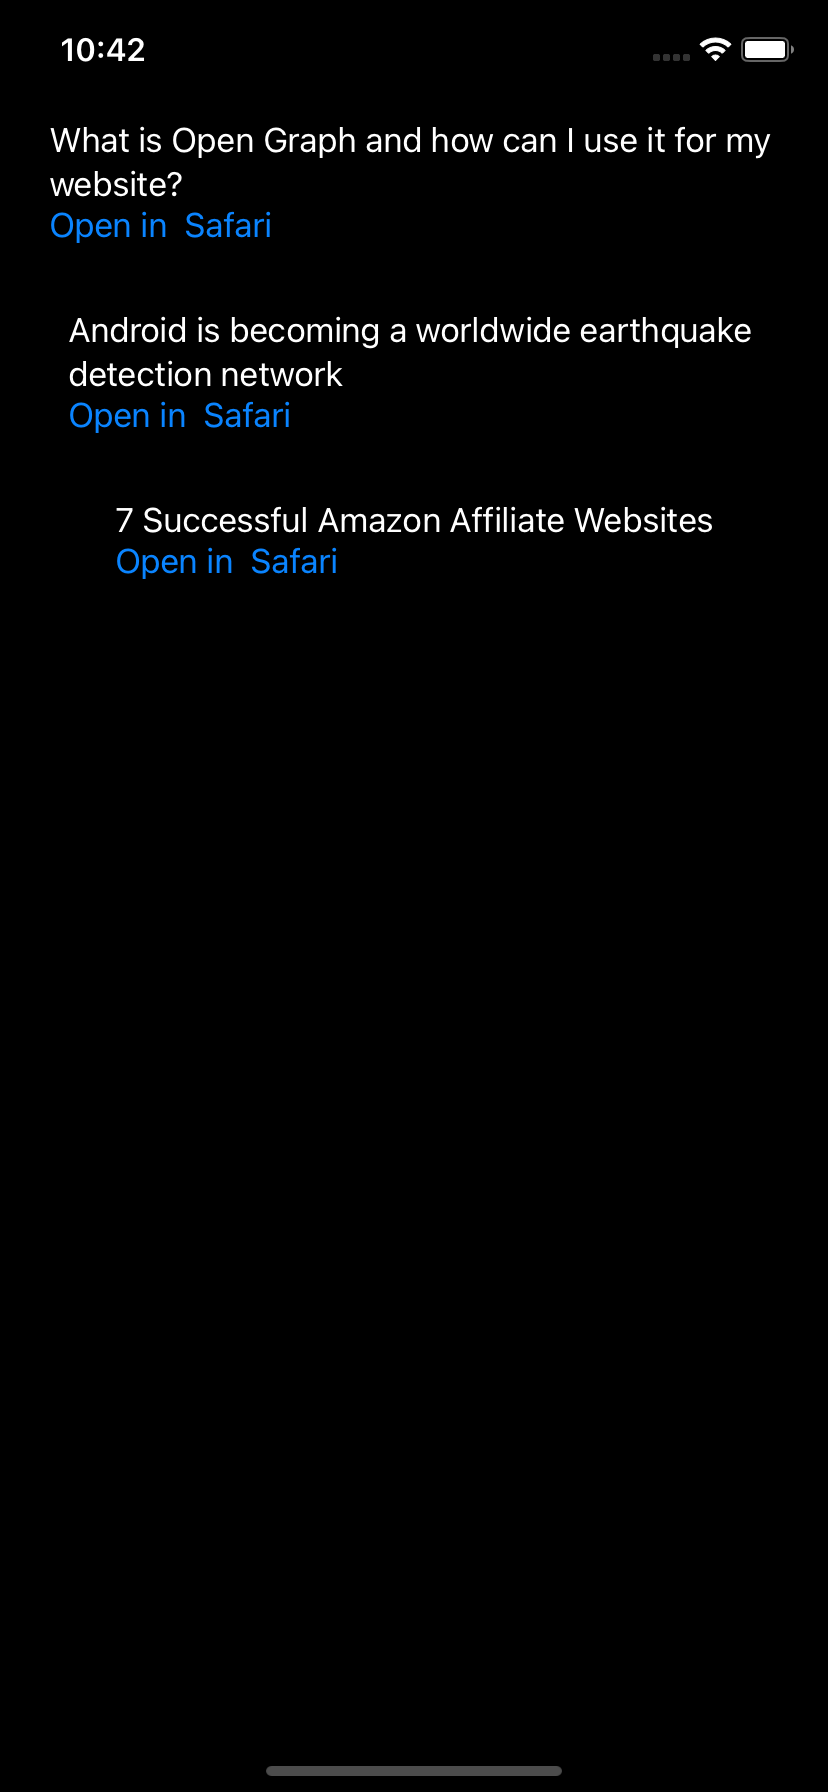 10:42
What is Open Graph and how can I use it for my
website?
Open in  Safari
Android is becoming a worldwide earthquake
detection network
Open in  Safari
7 Successful Amazon Affiliate Websites
Open in  Safari